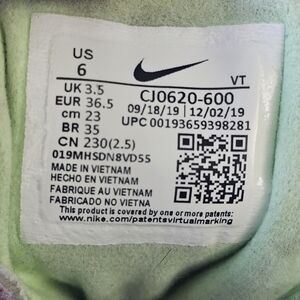 US
6
VT
UK 3.5
EUR 36.5
cm 23
BR 35
CN 230(2.5)
CJ0620-600
09/18/19 | 12/02/19
UPC 00193659398281
019MHSDN8VD55
MADE IN VIETNAM
HECHO EN VIETNAM
FABRIQUE AU VIETNAM
FABRICADO NO VIETNA
This product is covered by one or more patents:
www.nike.com/patentsvirtualmarking